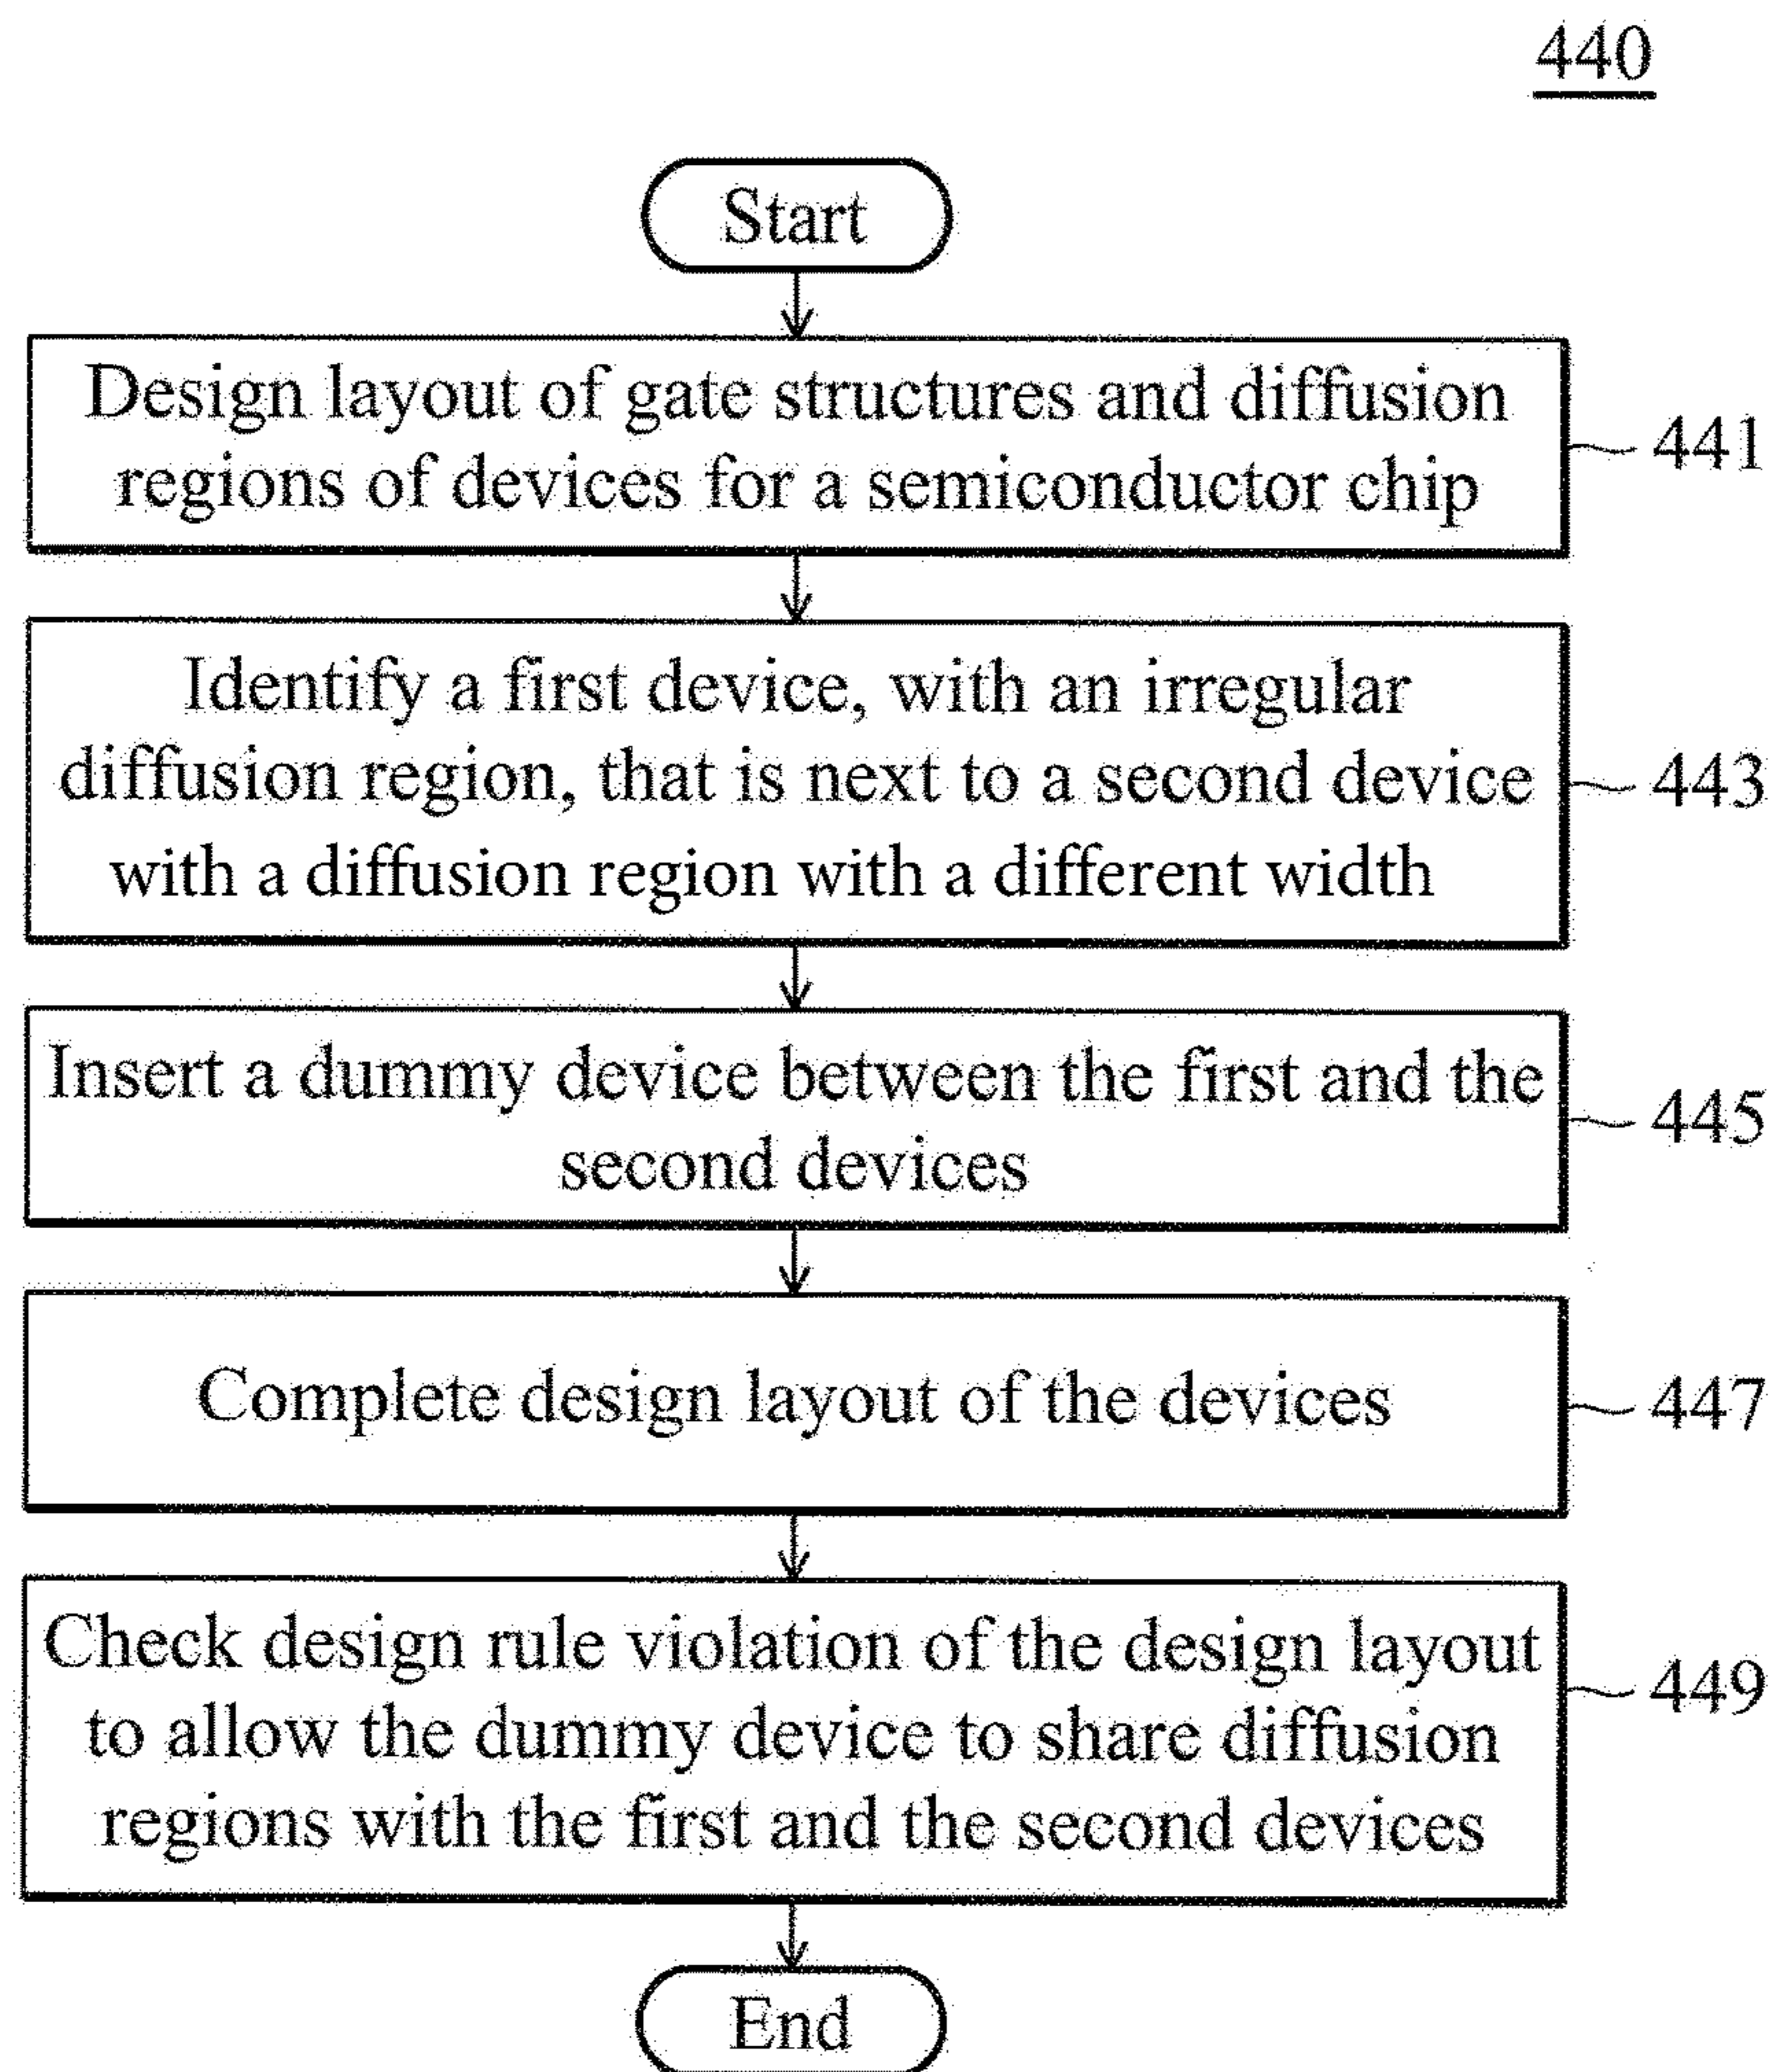 440
Start
Design layout of gate structures and diffusion
regions of devices for a semiconductor chip
441
Identify a first device, with an irregular
diffusion region, that is next to a second device
with a diffusion region with a different width
443
Insert a dummy device between the first and the
second devices
445
Complete design layout of the devices
447
Check design rule violation of the design layout
to allow the dummy device to share diffusion
regions with the first and the second devices
449
End